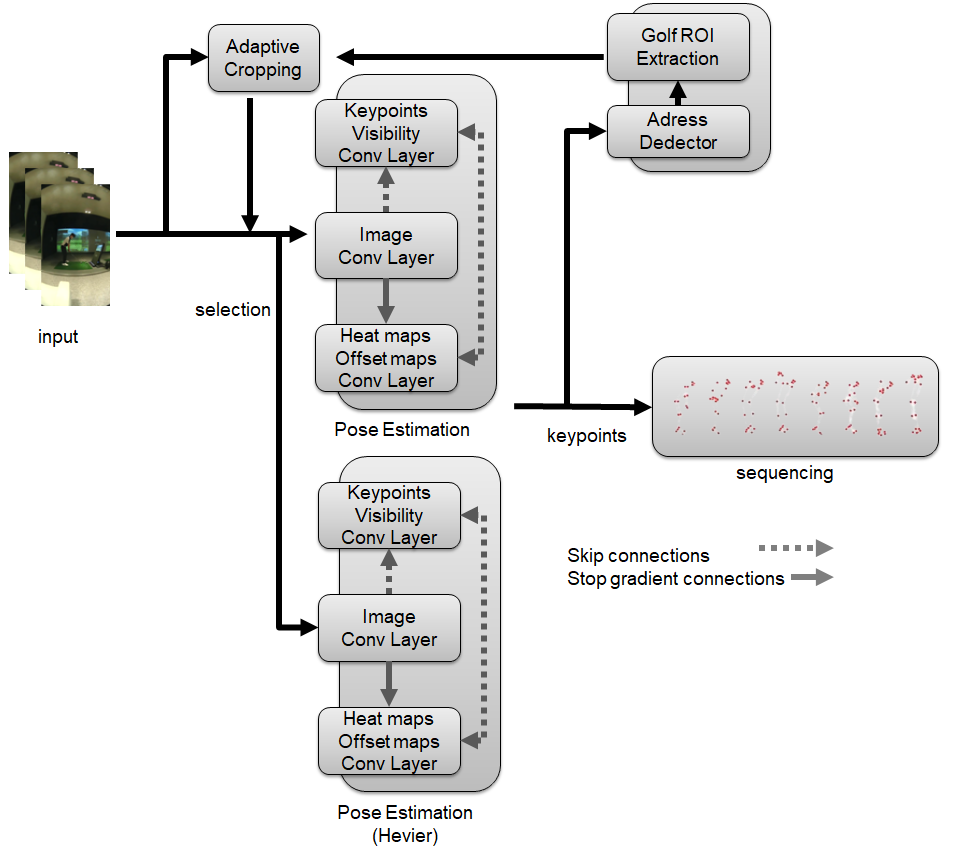 Adaptive
Cropping
Golf ROI
Extraction
Adress
Dedector
Keypoints
Visibility
Conv Layer
Image
Conv Layer
Heat maps
Offset maps
Conv Layer
Pose Estimation
input
selection
keypoints
sequencing
Keypoints
Visibility
Conv Layer
Image
Conv Layer
Heat maps
Offset maps
Conv Layer
Pose Estimation
(Hevier)
Skip connections
Stop gradient connections